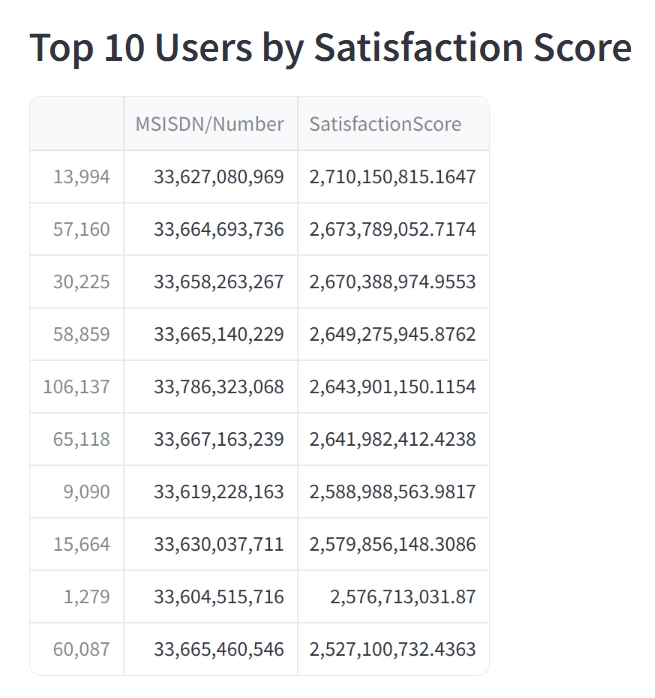 Top 10 Users by Satisfaction Score
MSISDN/Number SatisfactionScore
13,994 33,627,080,969 2,710,150,815.1647
57,160 33,664,693,736 2,673,789,052.7174
30,225 33,658,263,267 2,670,388,974.9553
58,859 33,665,140,229 2,649,275,945.8762
106,137 33,786,323,068 2,643,901,150.1154
65,118 33,667,163,239 2,641,982,412.4238
9,090 33,619,228,163 2,588,988,563.9817
15,664 33,630,037,711 2,579,856,148.3086
1,279 33,604,515,716 2,576,713,031.87
60,087 33,665,460,546 2,527,100,732.4363